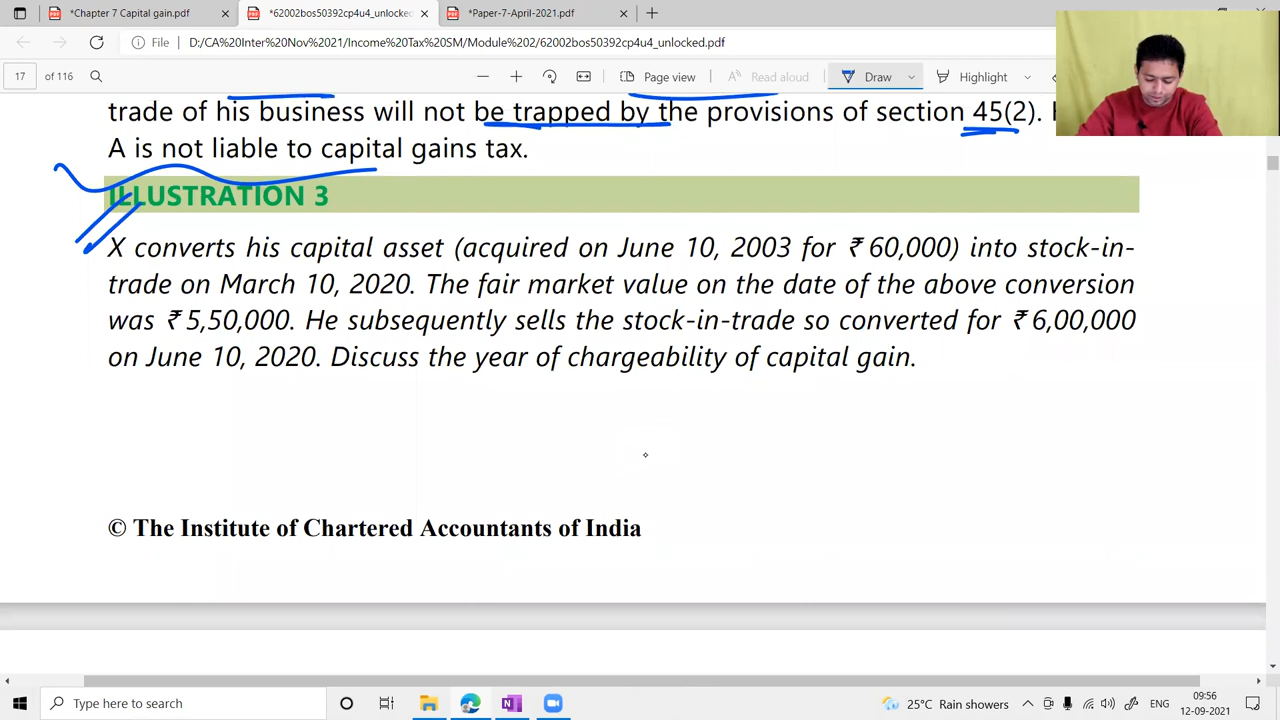 *Chapter 7 Capital gain.pdf
*62002bos50392cp4u4_unlocked
*Paper-7-April-2021.pdf
File D:/CA%20Inter%20Nov%2021/Income%20Tax%20SM/Module%202/62002bos50392cp4u4_unlocked.pdf
17 of 116 Page view Read aloud Draw Highlight
trade of his business will not be trapped by the provisions of section 45(2).
A is not liable to capital gains tax.
ILLUSTRATION 3
X converts his capital asset (acquired on June 10, 2003 for ₹ 60,000) into stock-in-
trade on March 10, 2020. The fair market value on the date of the above conversion
was ₹ 5,50,000. He subsequently sells the stock-in-trade so converted for ₹ 6,00,000
on June 10, 2020. Discuss the year of chargeability of capital gain.
© The Institute of Chartered Accountants of India
Type here to search
25°C Rain showers
ENG
09:56
12-09-2021